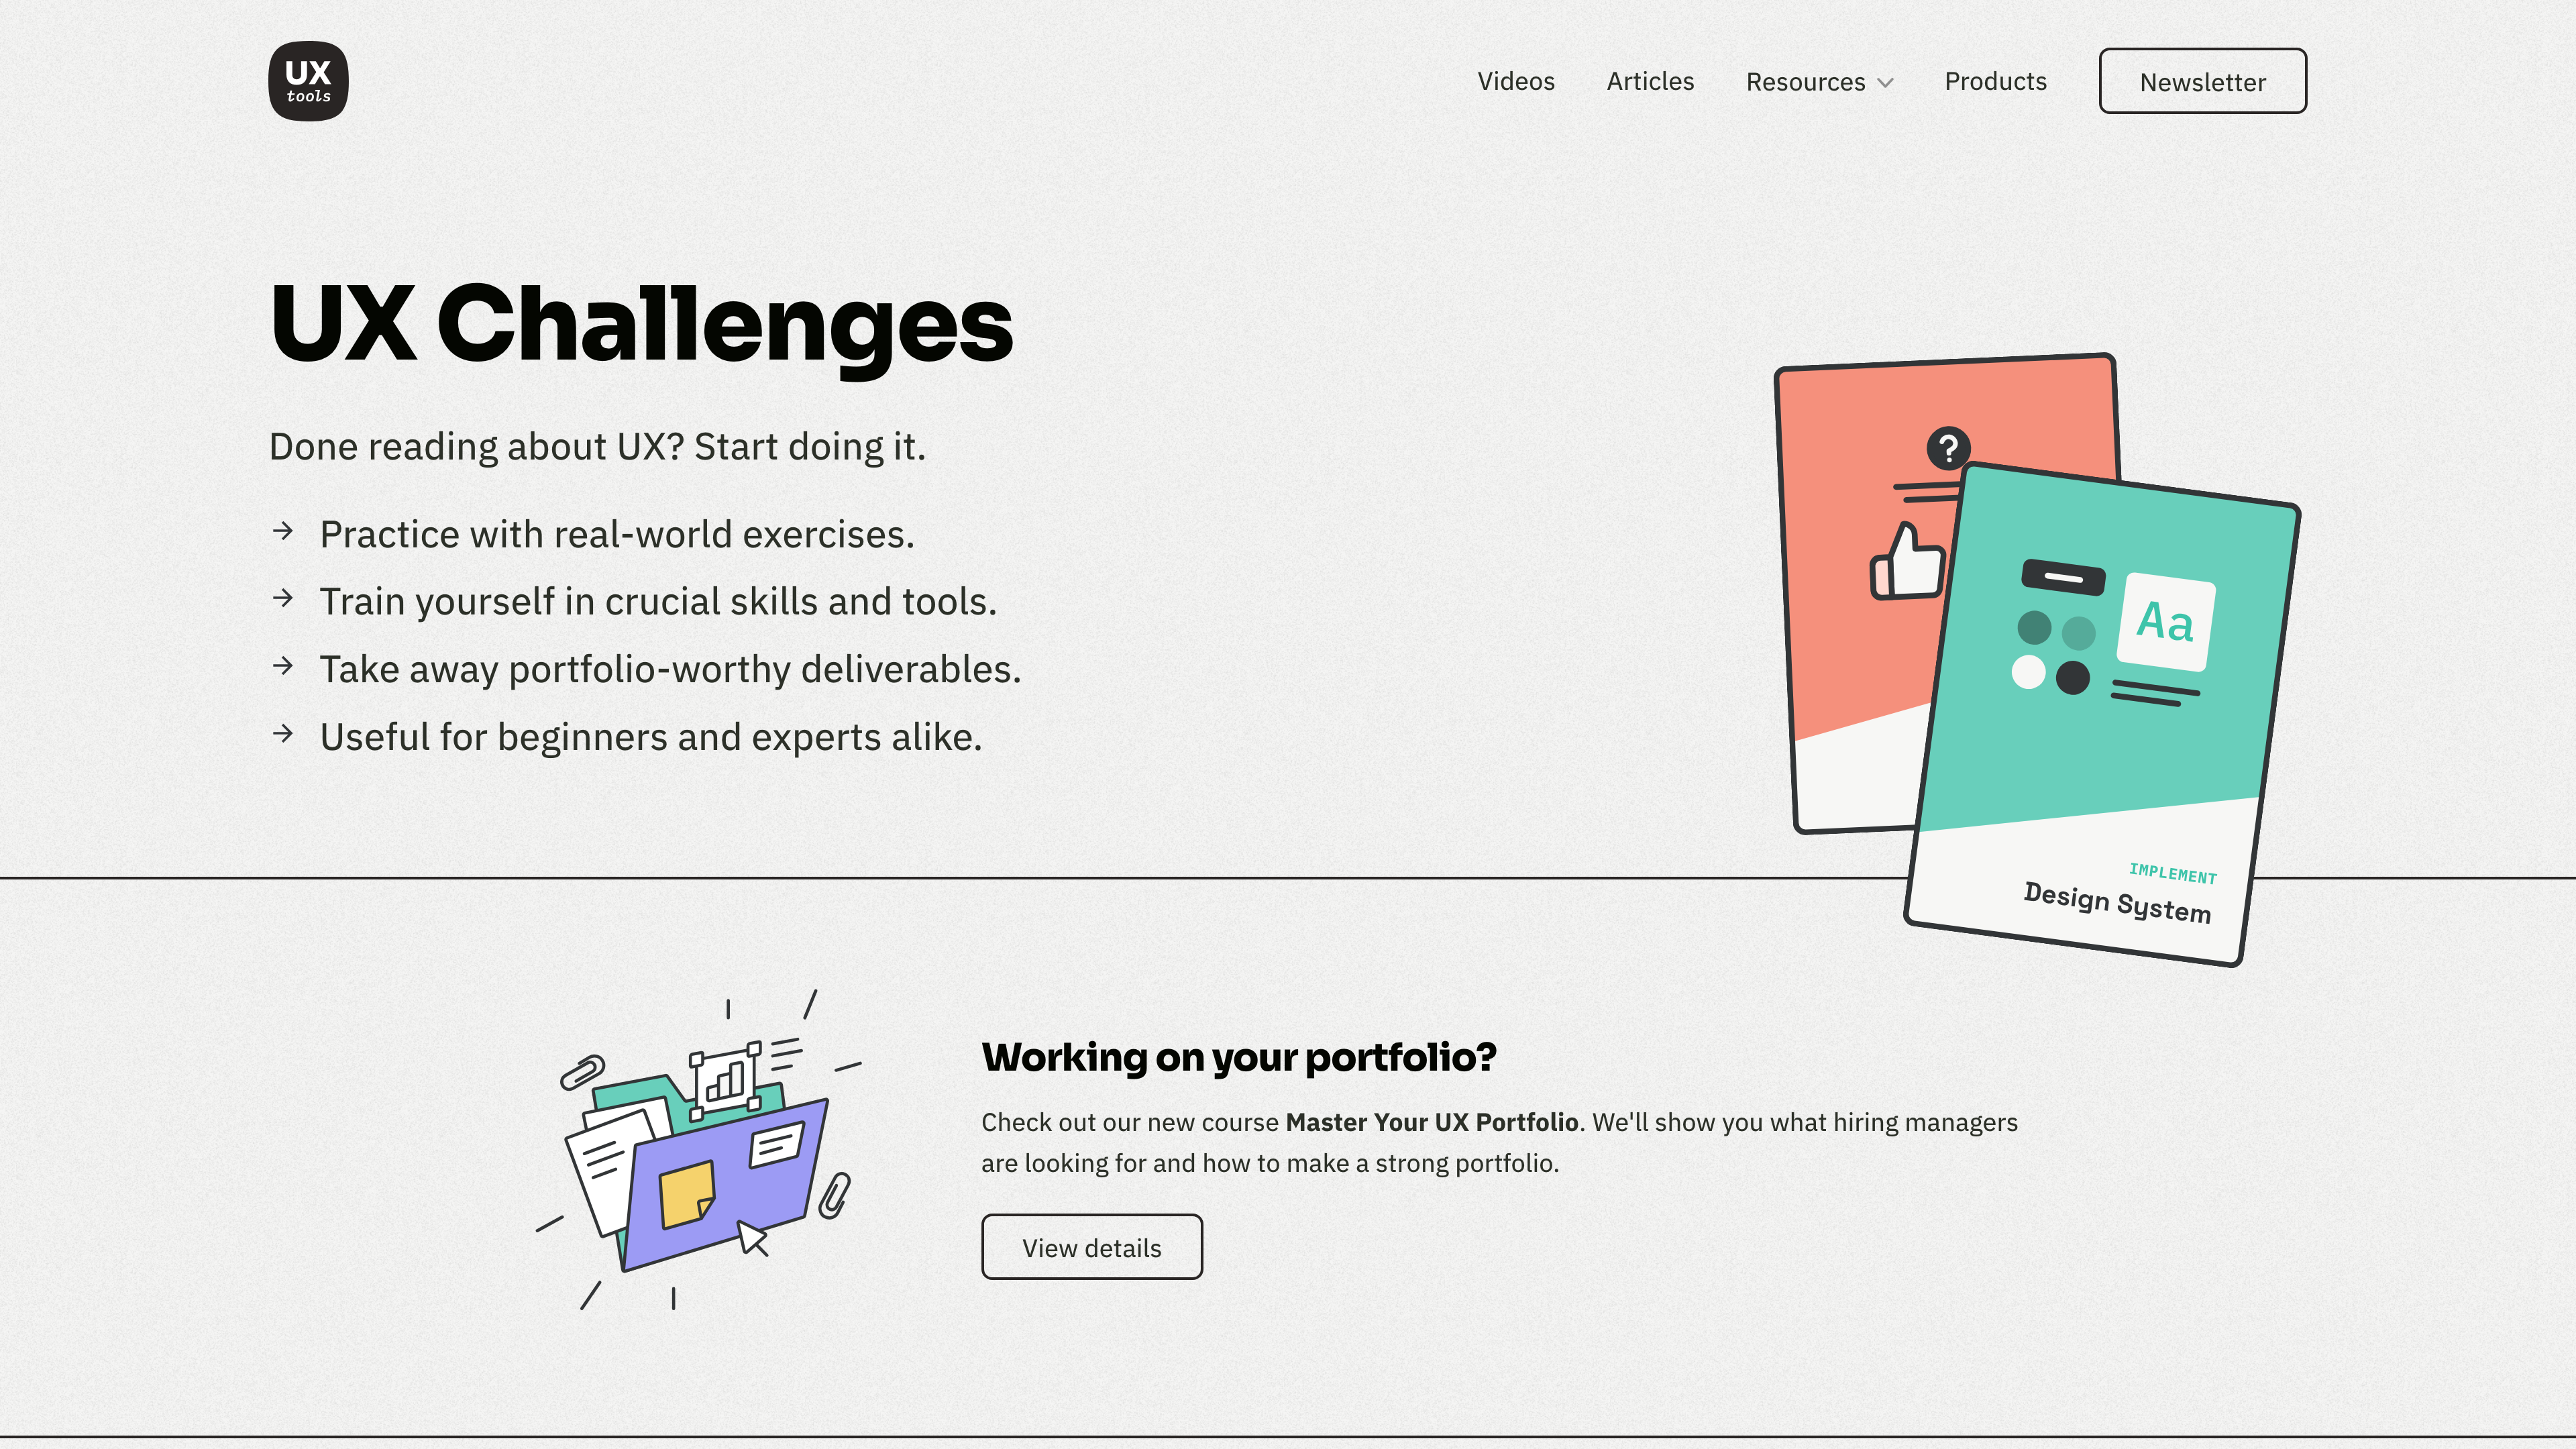 UX
tools
Videos
Articles
Resources
Products
Newsletter
UX Challenges
Done reading about UX? Start doing it.
→ Practice with real-world exercises.
→ Train yourself in crucial skills and tools.
→ Take away portfolio-worthy deliverables.
→ Useful for beginners and experts alike.
?
Aa
IMPLEMENT
Design System
Working on your portfolio?
Check out our new course Master Your UX Portfolio. We'll show you what hiring managers
are looking for and how to make a strong portfolio.
View details